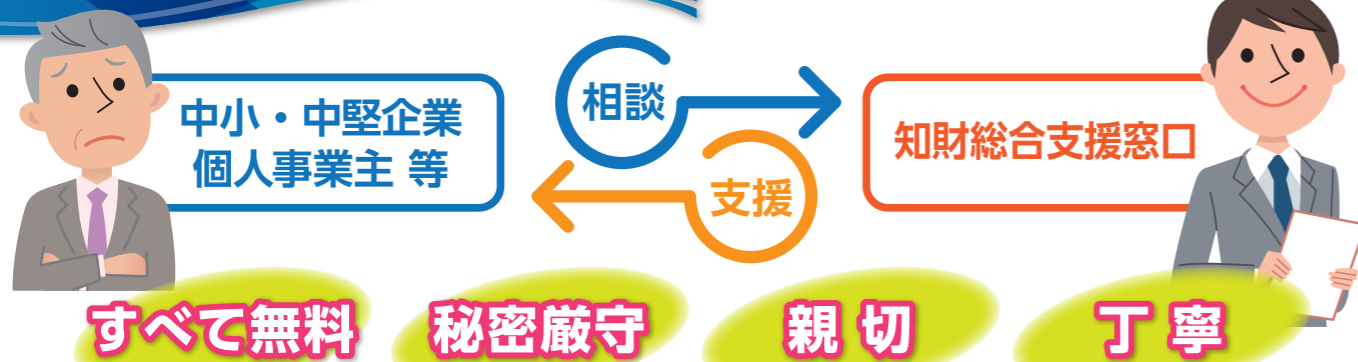 中小・中堅企業
個人事業主 等
相談
支援
知財総合支援窓口
すべて無料
秘密厳守
親切
丁寧